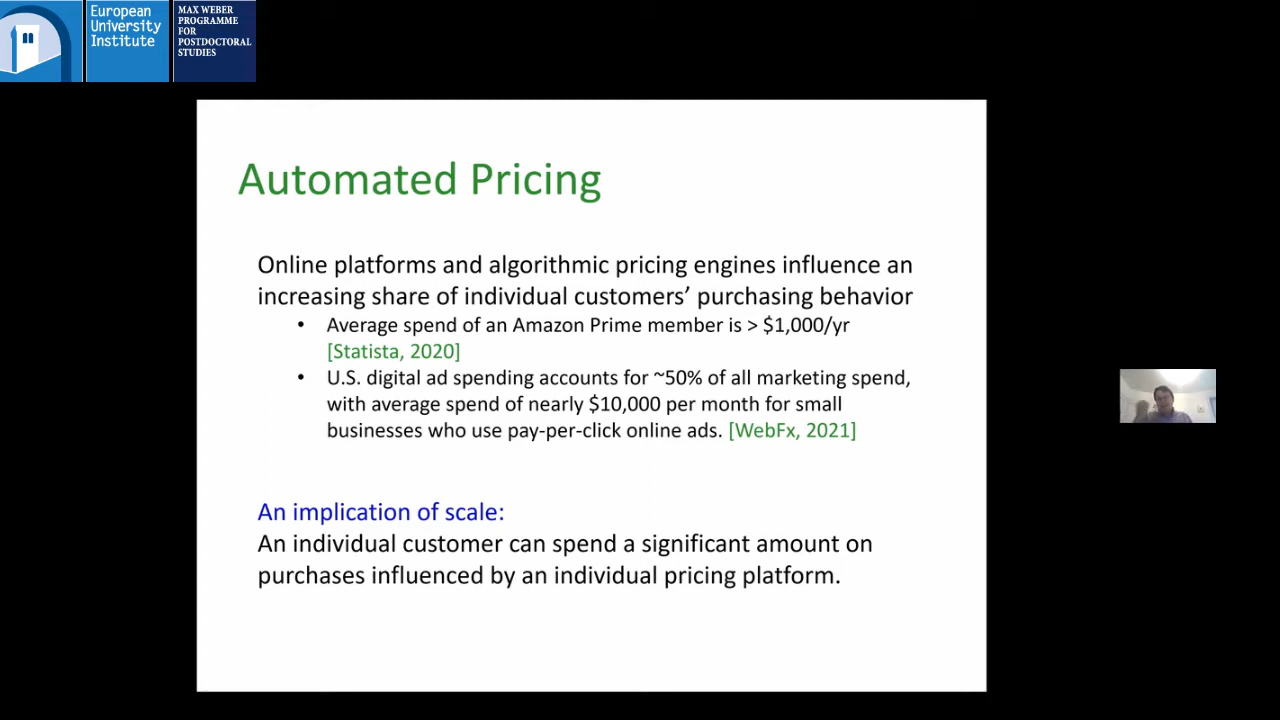 European
University
Institute
MAX WEBER
PROGRAMME
FOR
POSTDOCTORAL
STUDIES
Automated Pricing
Online platforms and algorithmic pricing engines influence an
increasing share of individual customers’ purchasing behavior
• Average spend of an Amazon Prime member is > $1,000/yr
[Statista, 2020]
• U.S. digital ad spending accounts for ~50% of all marketing spend,
with average spend of nearly $10,000 per month for small
businesses who use pay-per-click online ads. [WebFx, 2021]
An implication of scale:
An individual customer can spend a significant amount on
purchases influenced by an individual pricing platform.